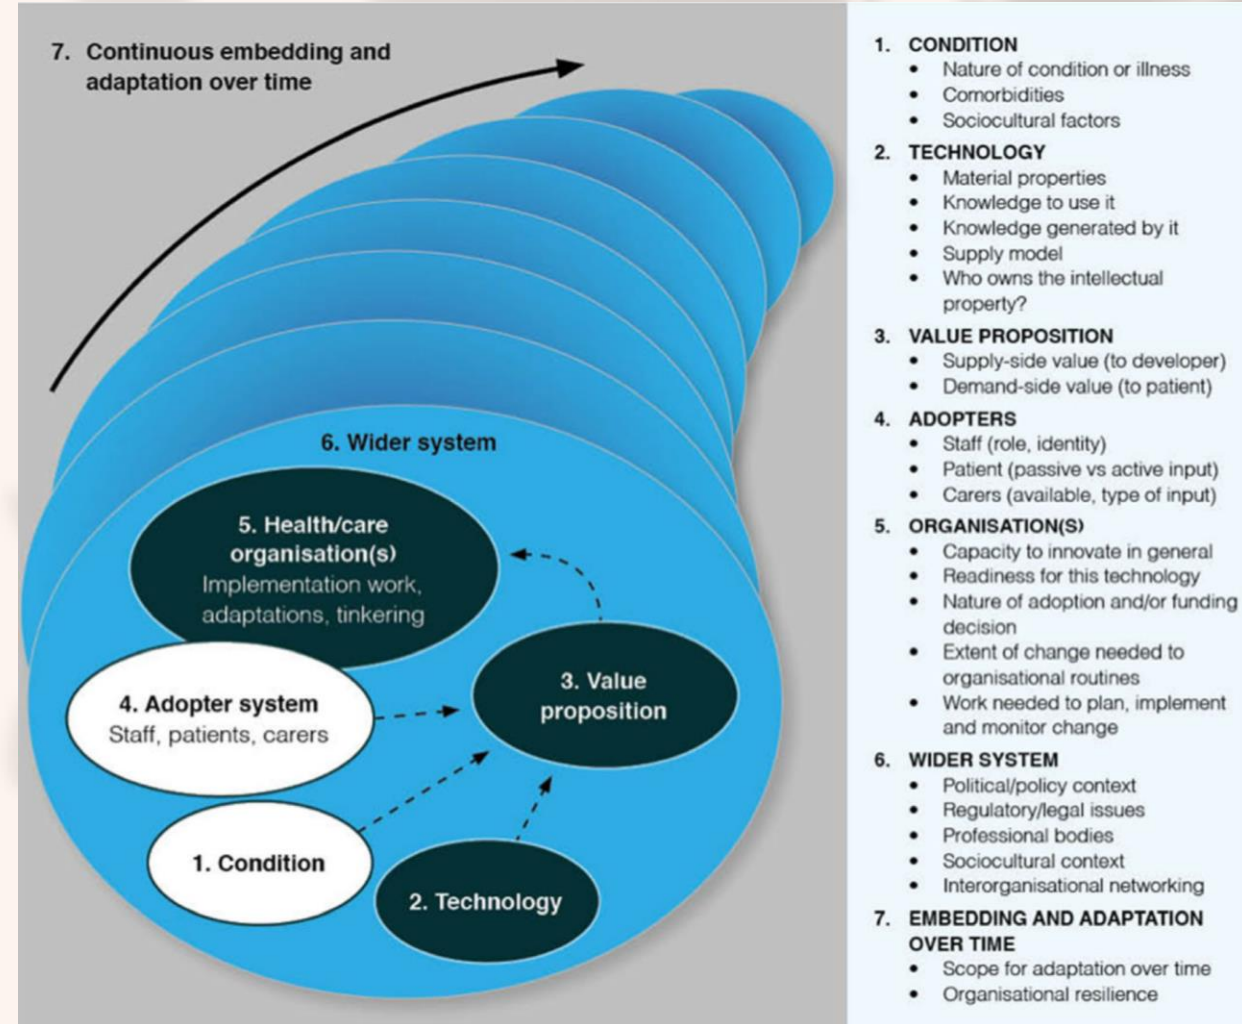 7. Continuous embedding and
adaptation over time
6. Wider system
5. Health/care
organisation(s)
Implementation work,
adaptations, tinkering
4. Adopter system
Staff, patients, carers
3. Value
proposition
1. Condition
2. Technology
1. CONDITION
• Nature of condition or illness
• Comorbidities
• Sociocultural factors
2. TECHNOLOGY
• Material properties
• Knowledge to use it
• Knowledge generated by it
• Supply model
• Who owns the intellectual
property?
3. VALUE PROPOSITION
• Supply-side value (to developer)
• Demand-side value (to patient)
4. ADOPTERS
• Staff (role, identity)
• Patient (passive vs active input)
• Carers (available, type of input)
5. ORGANISATION(S)
• Capacity to innovate in general
• Readiness for this technology
• Nature of adoption and/or funding
decision
• Extent of change needed to
organisational routines
• Work needed to plan, implement
and monitor change
6. WIDER SYSTEM
• Political/policy context
• Regulatory/legal issues
• Professional bodies
• Sociocultural context
• Interorganisational networking
7. EMBEDDING AND ADAPTATION
OVER TIME
• Scope for adaptation over time
• Organisational resilience